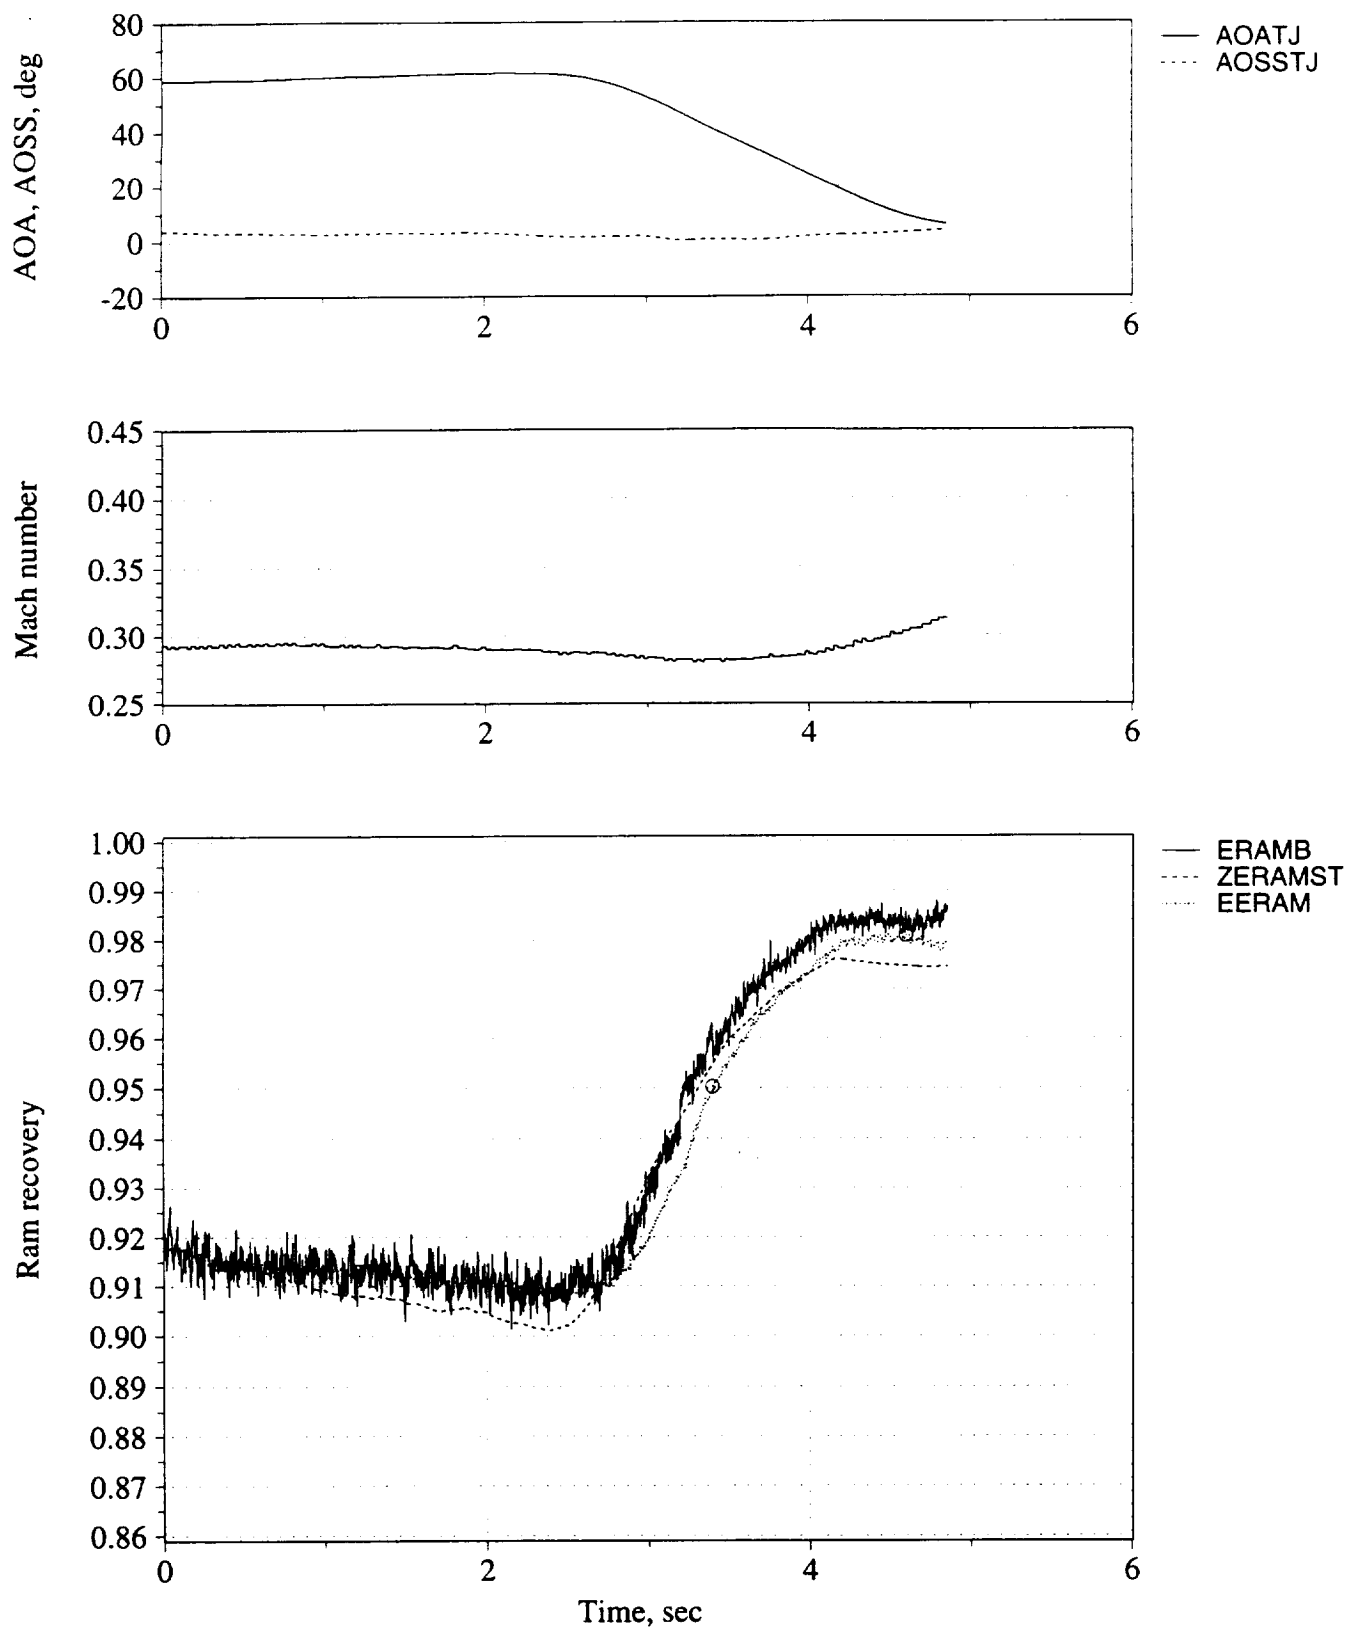 AOA, AOSS, deg
80
60
40
20
0
-20
0 2 4 6
AOATJ
AOSSTJ
Mach number
0.45
0.40
0.35
0.30
0.25
0 2 4 6
Ram recovery
1.00
0.99
0.98
0.97
0.96
0.95
0.94
0.93
0.92
0.91
0.90
0.89
0.88
0.87
0.86
0 2 4 6
Time, sec
ERAMB
ZERAMST
EERAM